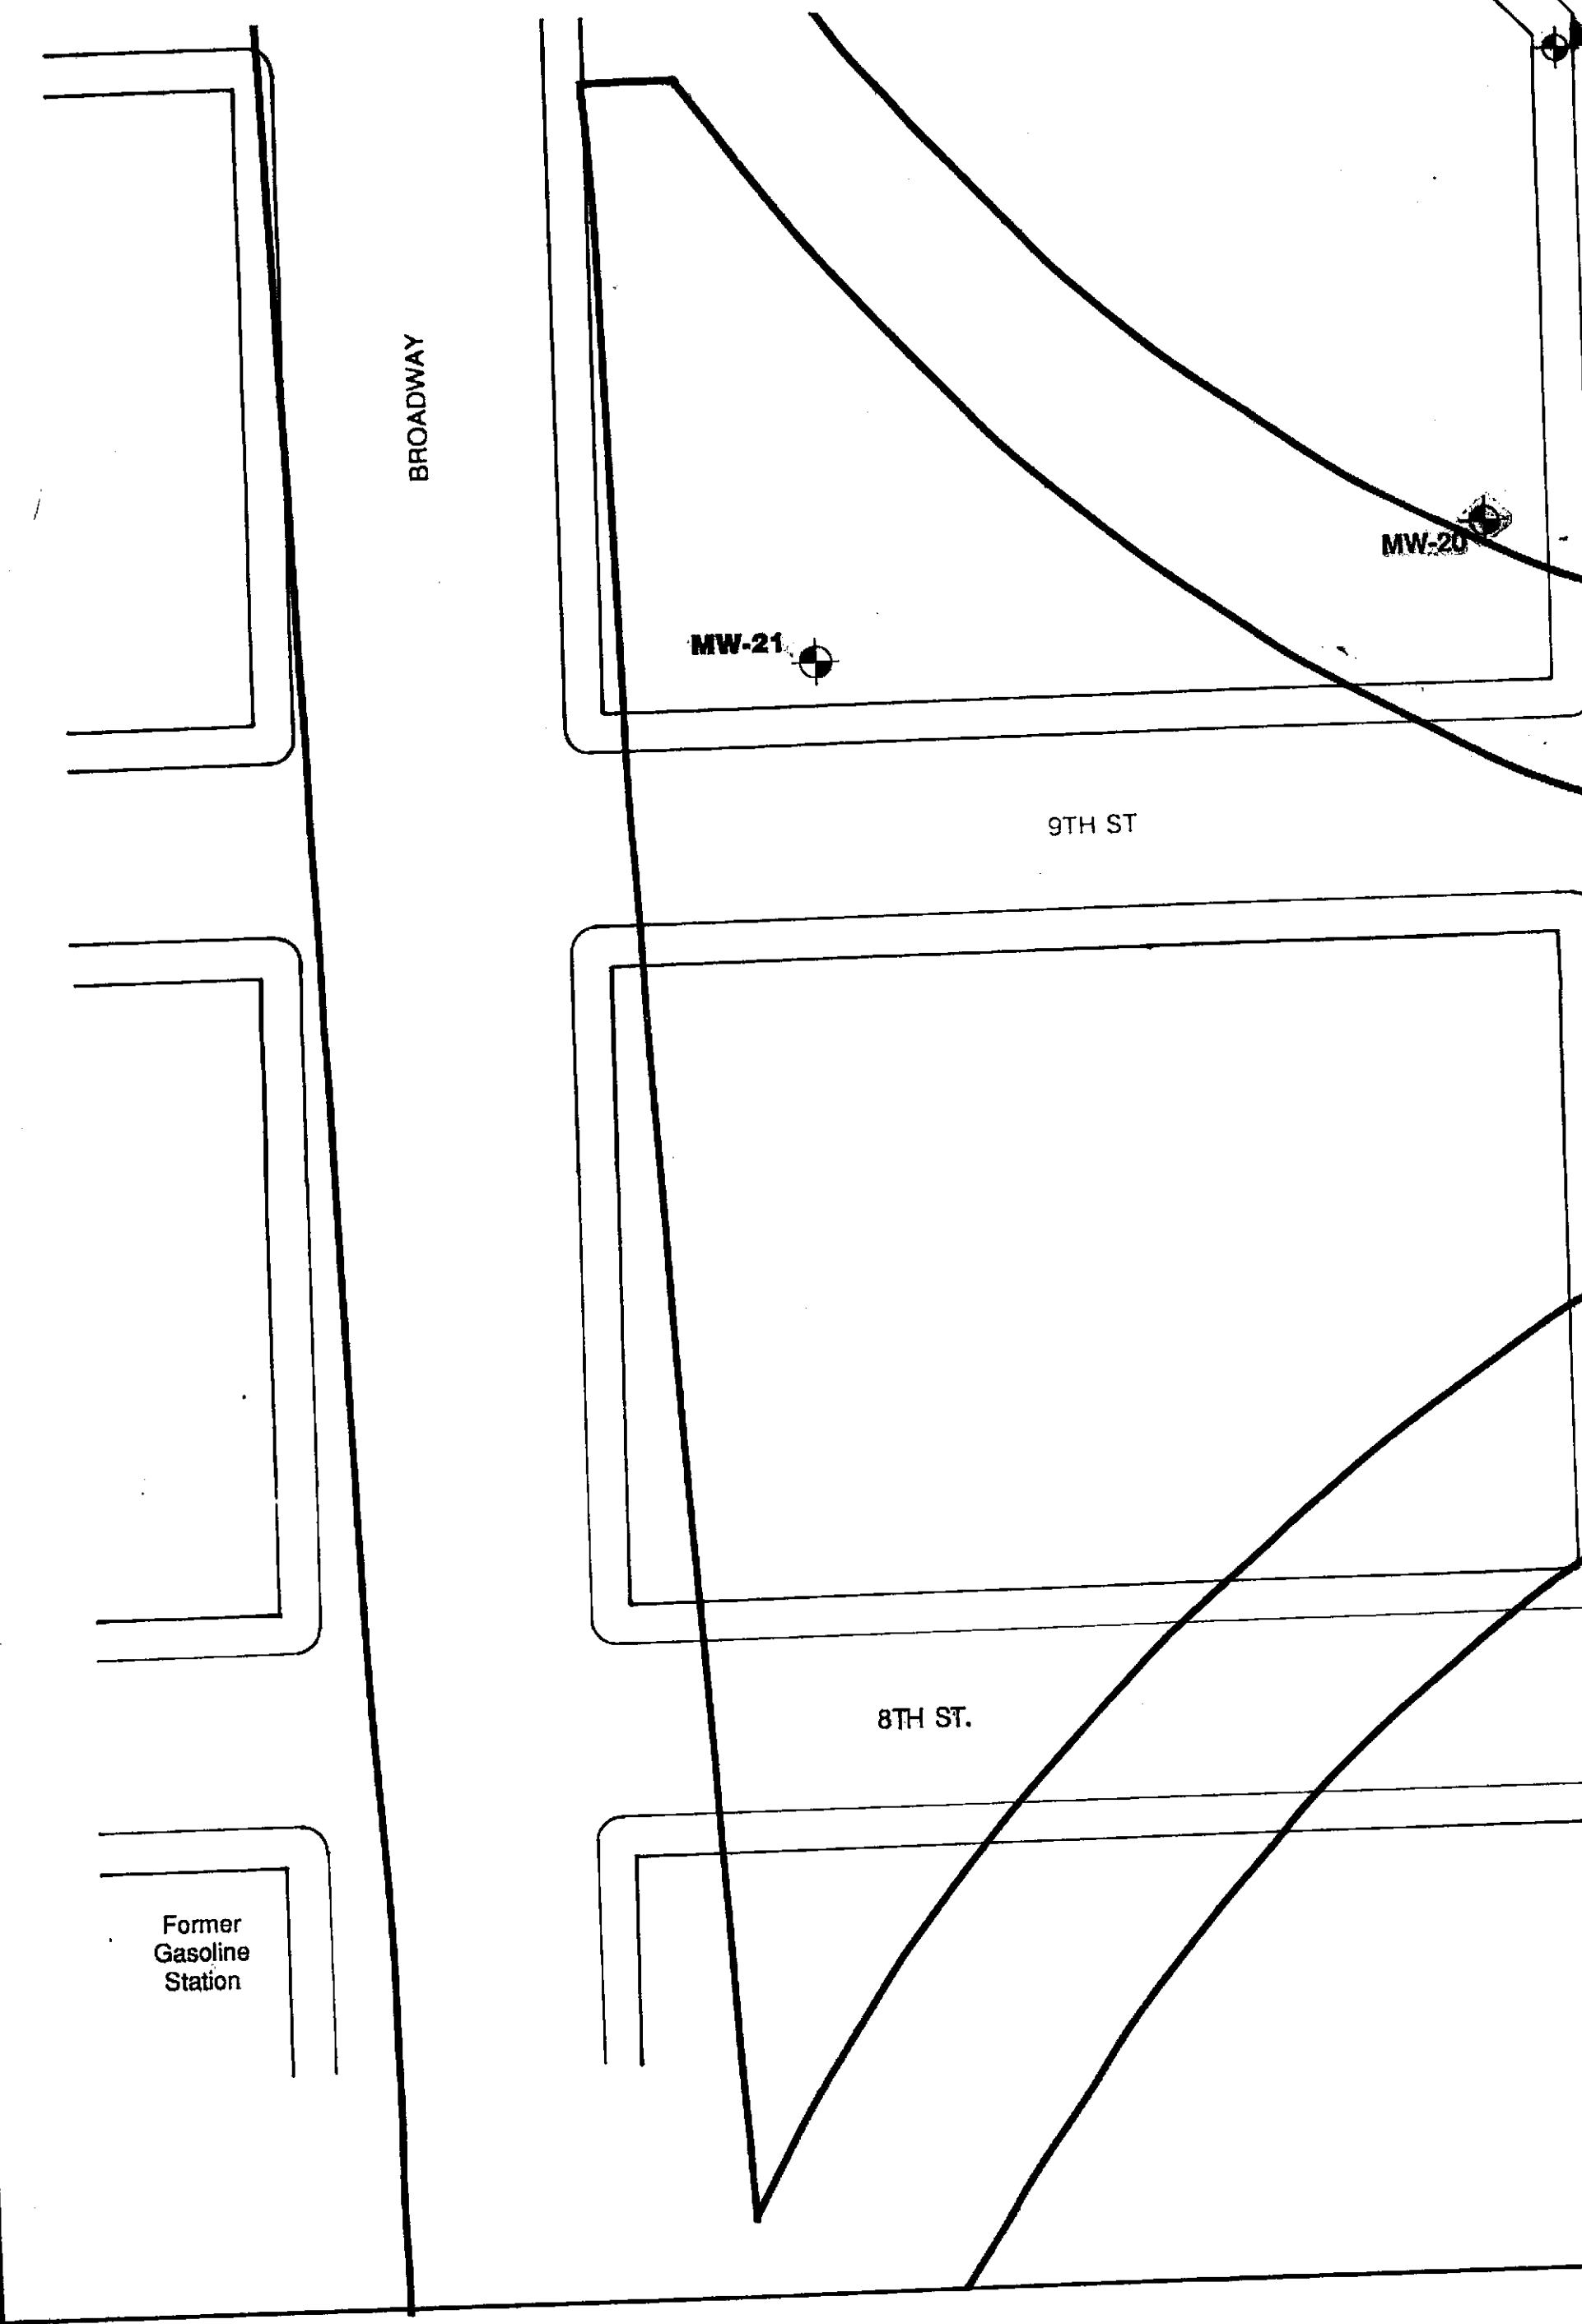 BROADWAY
MW-20
MW-21
9TH ST
8TH ST.
Former
Gasoline
Station